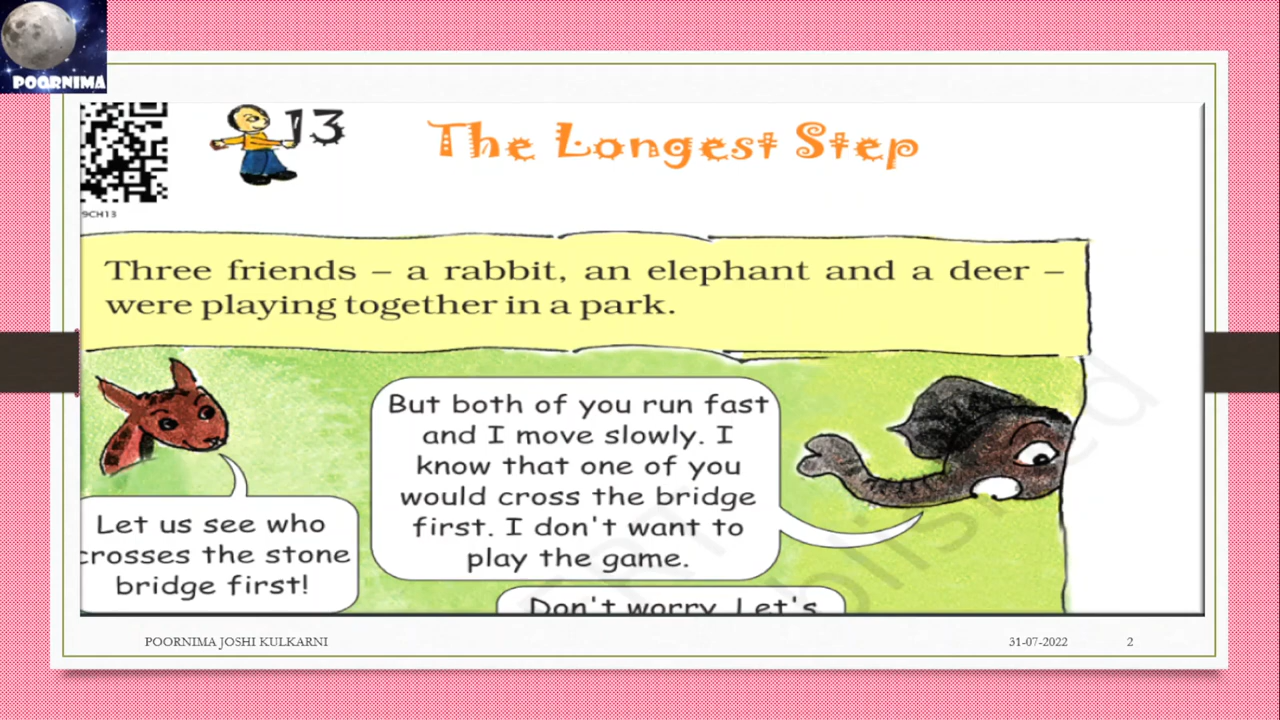 POORNIMA
13
The Longest Step
9CH13
Three friends – a rabbit, an elephant and a deer –
were playing together in a park.
But both of you run fast
and I move slowly. I
know that one of you
would cross the bridge
first. I don't want to
play the game.
Let us see who
crosses the stone
bridge first!
Don't worry. Let's
POORNIMA JOSHI KULKARNI
31-07-2022
2